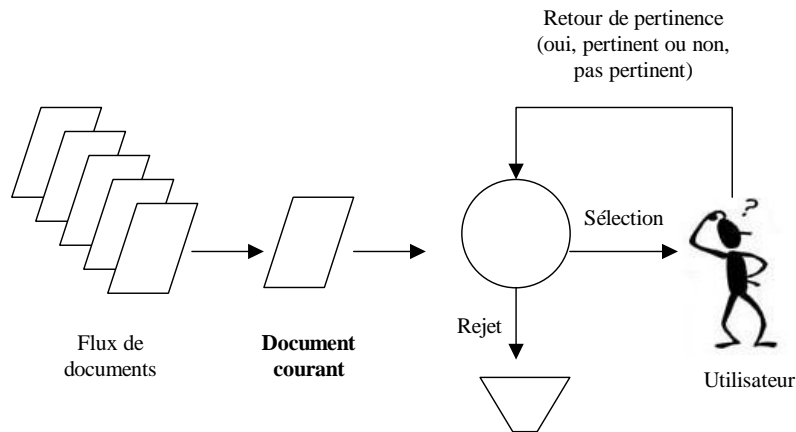 Retour de pertinence
(oui, pertinent ou non,
pas pertinent)
?
Sélection
Rejet
Flux de
documents
Document
courant
Utilisateur